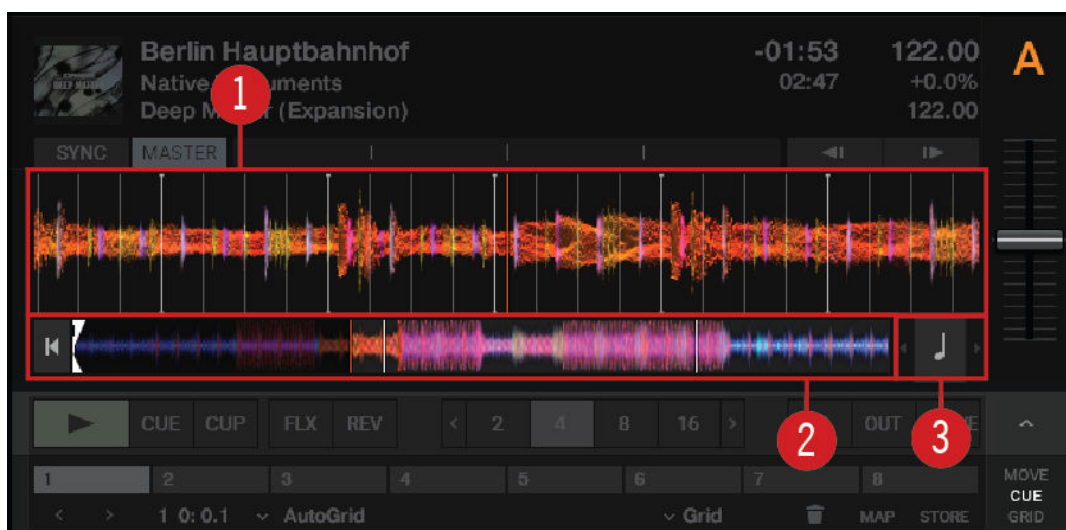 Berlin Hauptbahnhof
-01:53
122.00
A
Native
uments
02:47
+0.0%
Deep M
r (Expansion)
122.00
1
SYNC
MASTER
CUE
CUP
FLX
REV
<
2
4
8
16
>
OUT
2
3
1
2
3
4
5
6
7
8
MOVE
CUE
GRID
<
>
1 0: 0.1
AutoGrid
Grid
MAP
STORE